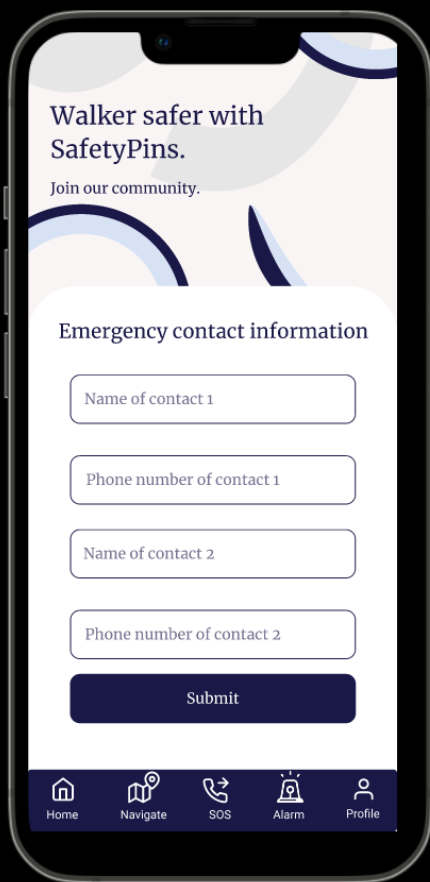 Walker safer with
SafetyPins.
Join our community.
Emergency contact information
Name of contact 1
Phone number of contact 1
Name of contact 2
Phone number of contact 2
Submit
Home Navigate SOS Alarm Profile